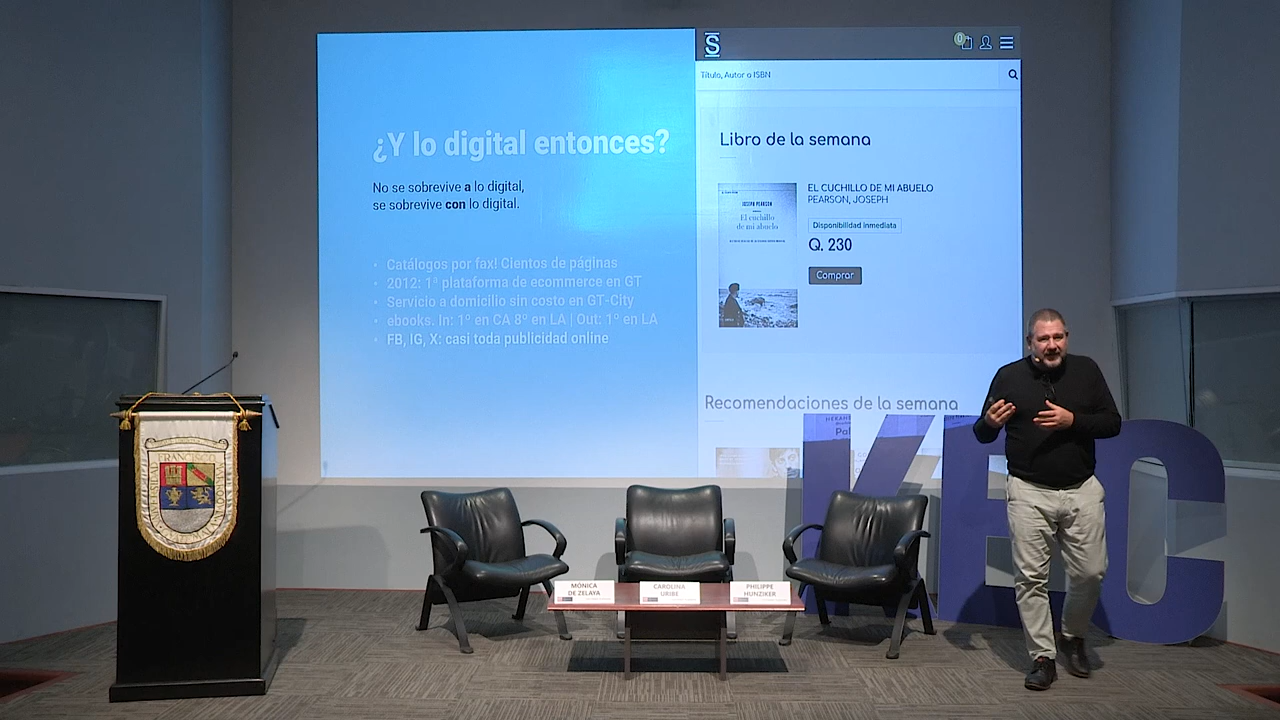 ¿Y lo digital entonces?
No se sobrevive a lo digital,
se sobrevive con lo digital.
• Catálogos por fax! Cientos de páginas
• 2012: 1ª plataforma de ecommerce en GT
• Servicio a domicilio sin costo en GT-City
• ebooks. In: 1º en CA 8º en LA | Out: 1º en LA
• FB, IG, X: casi toda publicidad online
S
0
Título, Autor o ISBN
Libro de la semana
JOSEPH PEARSON
El cuchillo
de mi abuelo
EL CUCHILLO DE MI ABUELO
PEARSON, JOSEPH
Disponibilidad inmediata
Q. 230
Comprar
Recomendaciones de la semana
FRANCISCO
MÓNICA
DE ZELAYA
CAROLINA
URIBE
PHILIPPE
HUNZIKER
VEC